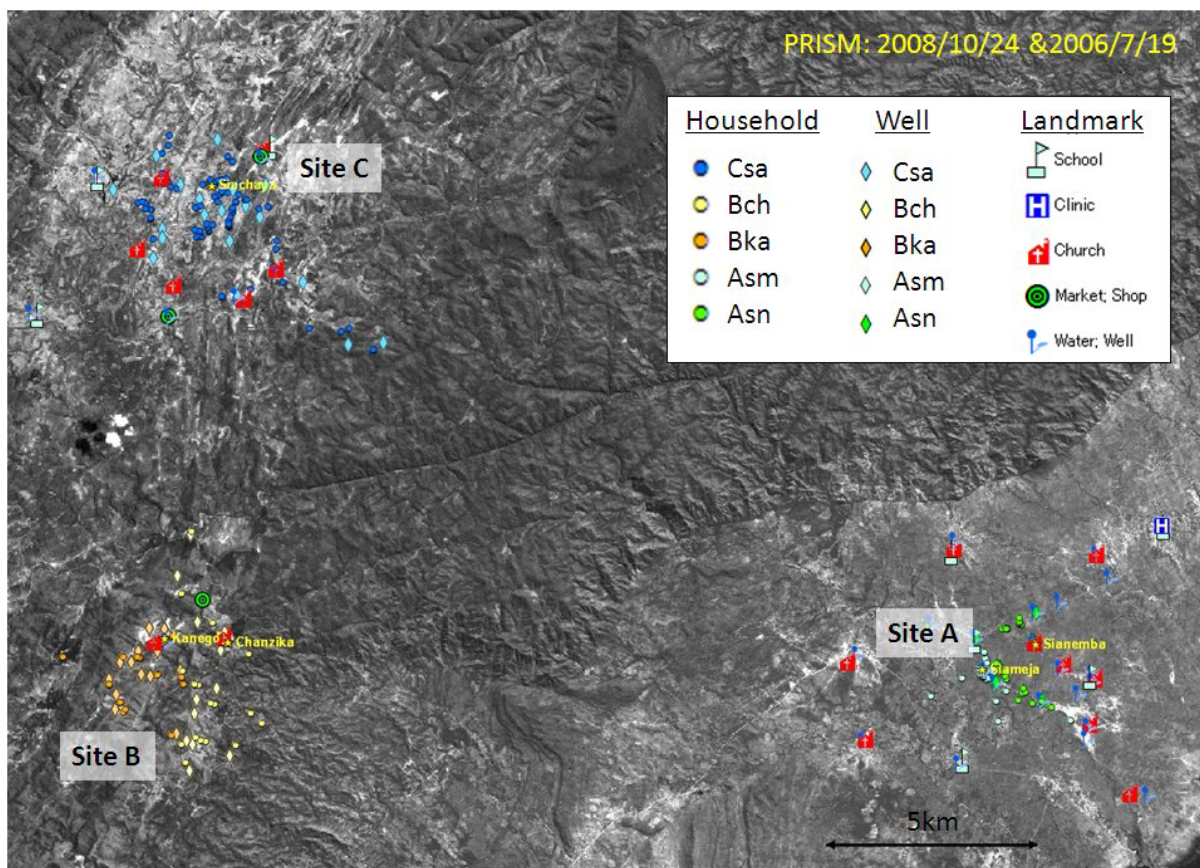 PRISM: 2008/10/24 &2006/7/19
Household Well Landmark
Csa Csa School
Bch Bch Clinic
Bka Bka Church
Asm Asm Market; Shop
Asn Asn Water; Well
Site C
Kanego
Chanzika
Site B
Site A
Sianemba
Siameja
5km